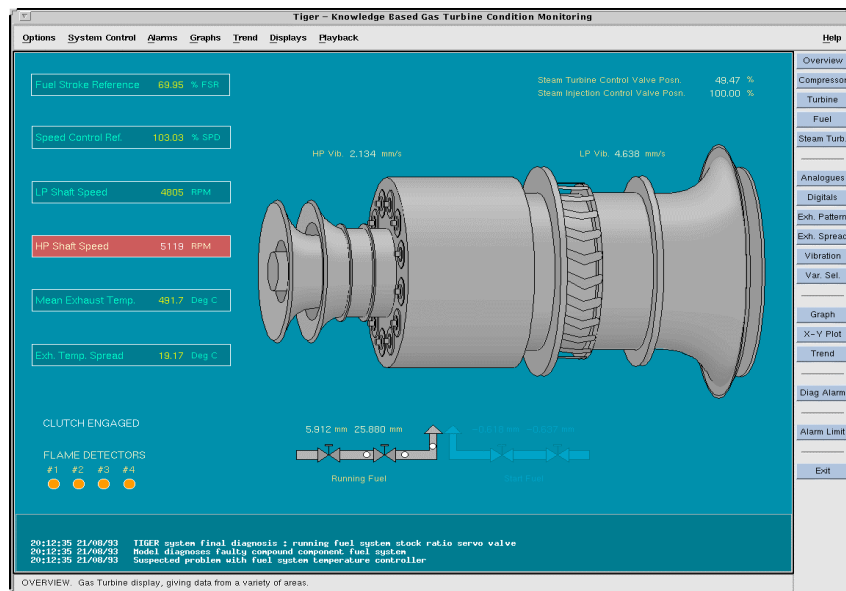 Tiger – Knowledge Based Gas Turbine Condition Monitoring
Options System Control Alarms Graphs Trend Displays Playback Help
Fuel Stroke Reference 69.95 % FSR
Speed Control Ref. 103.03 % SPD
LP Shaft Speed 4805 RPM
HP Shaft Speed 5119 RPM
Mean Exhaust Temp. 491.7 Deg C
Exh. Temp. Spread 19.17 Deg C
Steam Turbine Control Valve Posn. 49.47 %
Steam Injection Control Valve Posn. 100.00 %
HP Vib. 2.134 mm/s
LP Vib. 4.638 mm/s
CLUTCH ENGAGED
FLAME DETECTORS
#1 #2 #3 #4
5.912 mm 25.880 mm
Running Fuel
Fuel
20:12:35 21/08/93 TIGER system final diagnosis : running fuel system stock ratio servo valve
20:12:35 21/08/93 Model diagnoses faulty compound component fuel system
20:12:35 21/08/93 Suspected problem with fuel system temperature controller
OVERVIEW. Gas Turbine display, giving data from a variety of areas.
Overview
Compressor
Turbine
Fuel
Steam Turb.
Analogues
Digitals
Exh. Pattern
Exh. Spread
Vibration
Var. Sel.
Graph
X–Y Plot
Trend
Diag Alarm
Alarm Limit
Exit